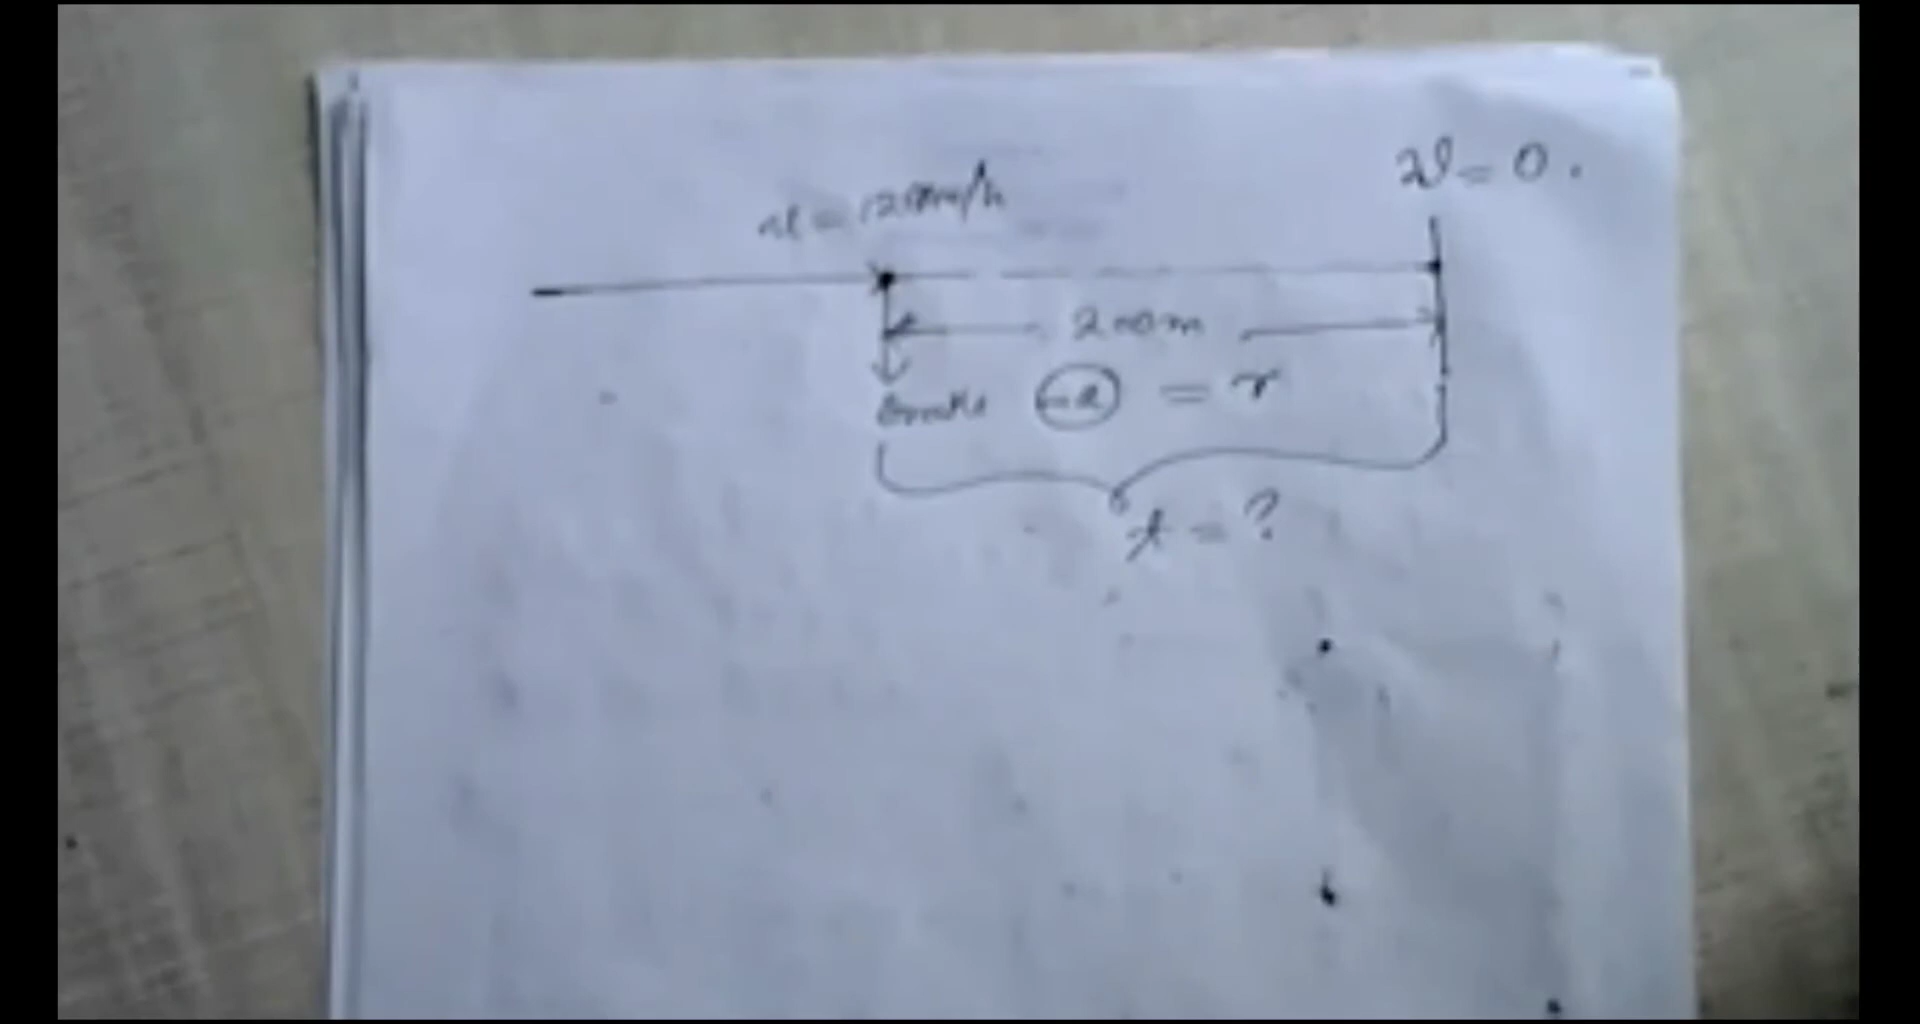 v = 0.
u = 120km/h
200m
Brake -a = r
t = ?